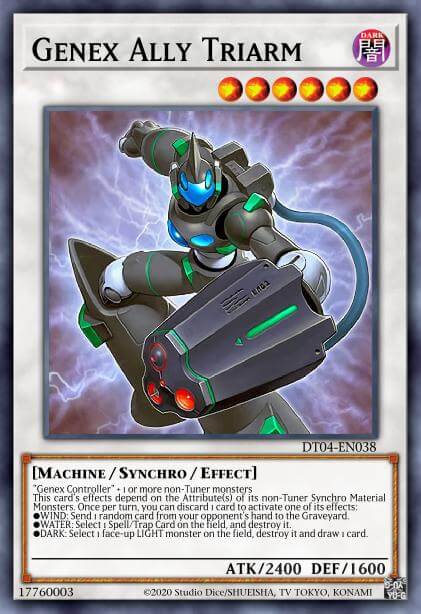 Genex Ally Triarm
DARK
闇
DT04-EN038
[Machine / Synchro / Effect]
"Genex Controller" + 1 or more non-Tuner monsters
This card's effects depend on the Attribute(s) of its non-Tuner Synchro Material
Monsters. Once per turn, you can discard 1 card to activate one of its effects:
●WIND: Send 1 random card from your opponent's hand to the Graveyard.
●WATER: Select 1 Spell/Trap Card on the field, and destroy it.
●DARK: Select 1 face-up LIGHT monster on the field, destroy it and draw 1 card.
ATK/2400 DEF/1600
17760003
©2020 Studio Dice/SHUEISHA, TV TOKYO, KONAMI